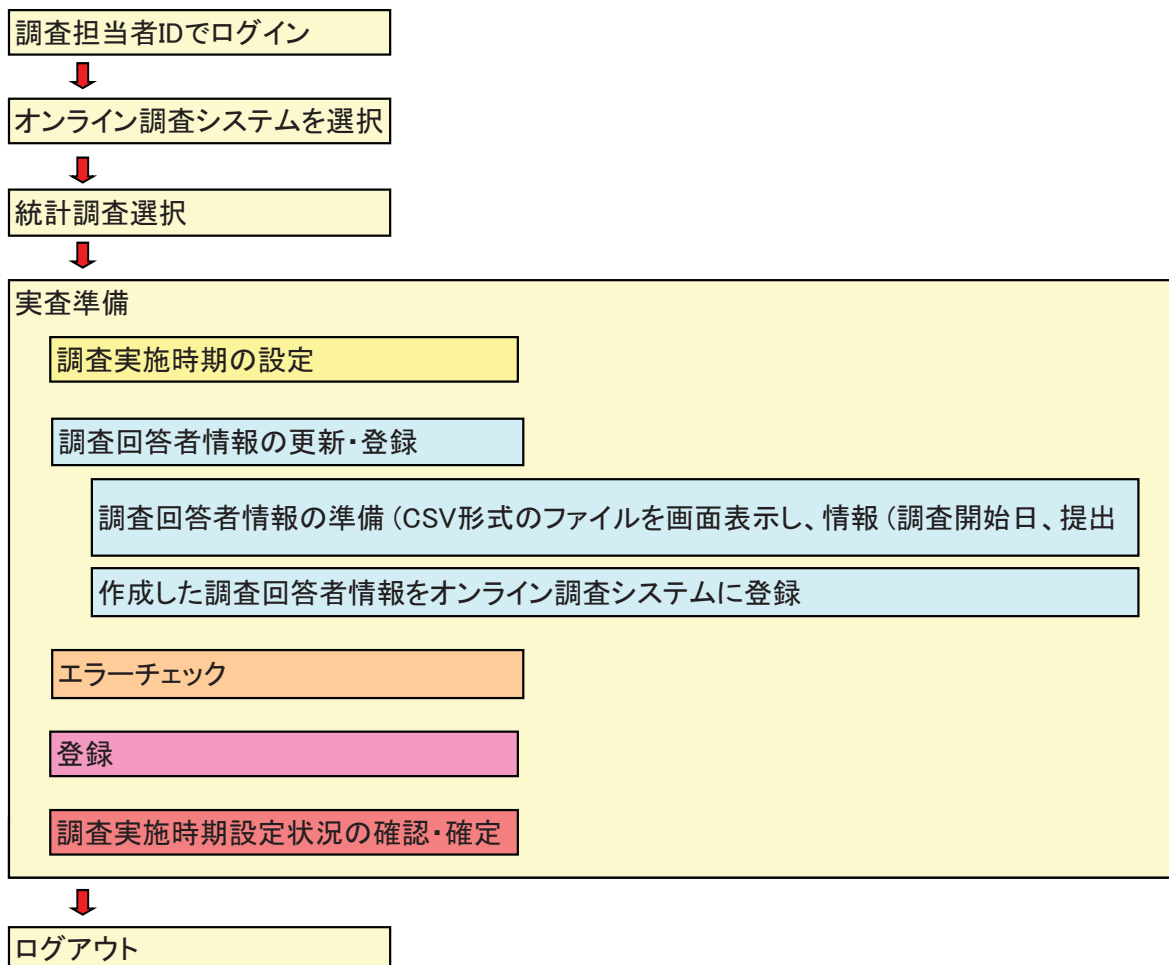 調査担当者IDでログイン
オンライン調査システムを選択
統計調査選択
実査準備
調査実施時期の設定
調査回答者情報の更新・登録
調査回答者情報の準備（CSV形式のファイルを画面表示し、情報（調査開始日、提出
作成した調査回答者情報をオンライン調査システムに登録
エラーチェック
登録
調査実施時期設定状況の確認・確定
ログアウト